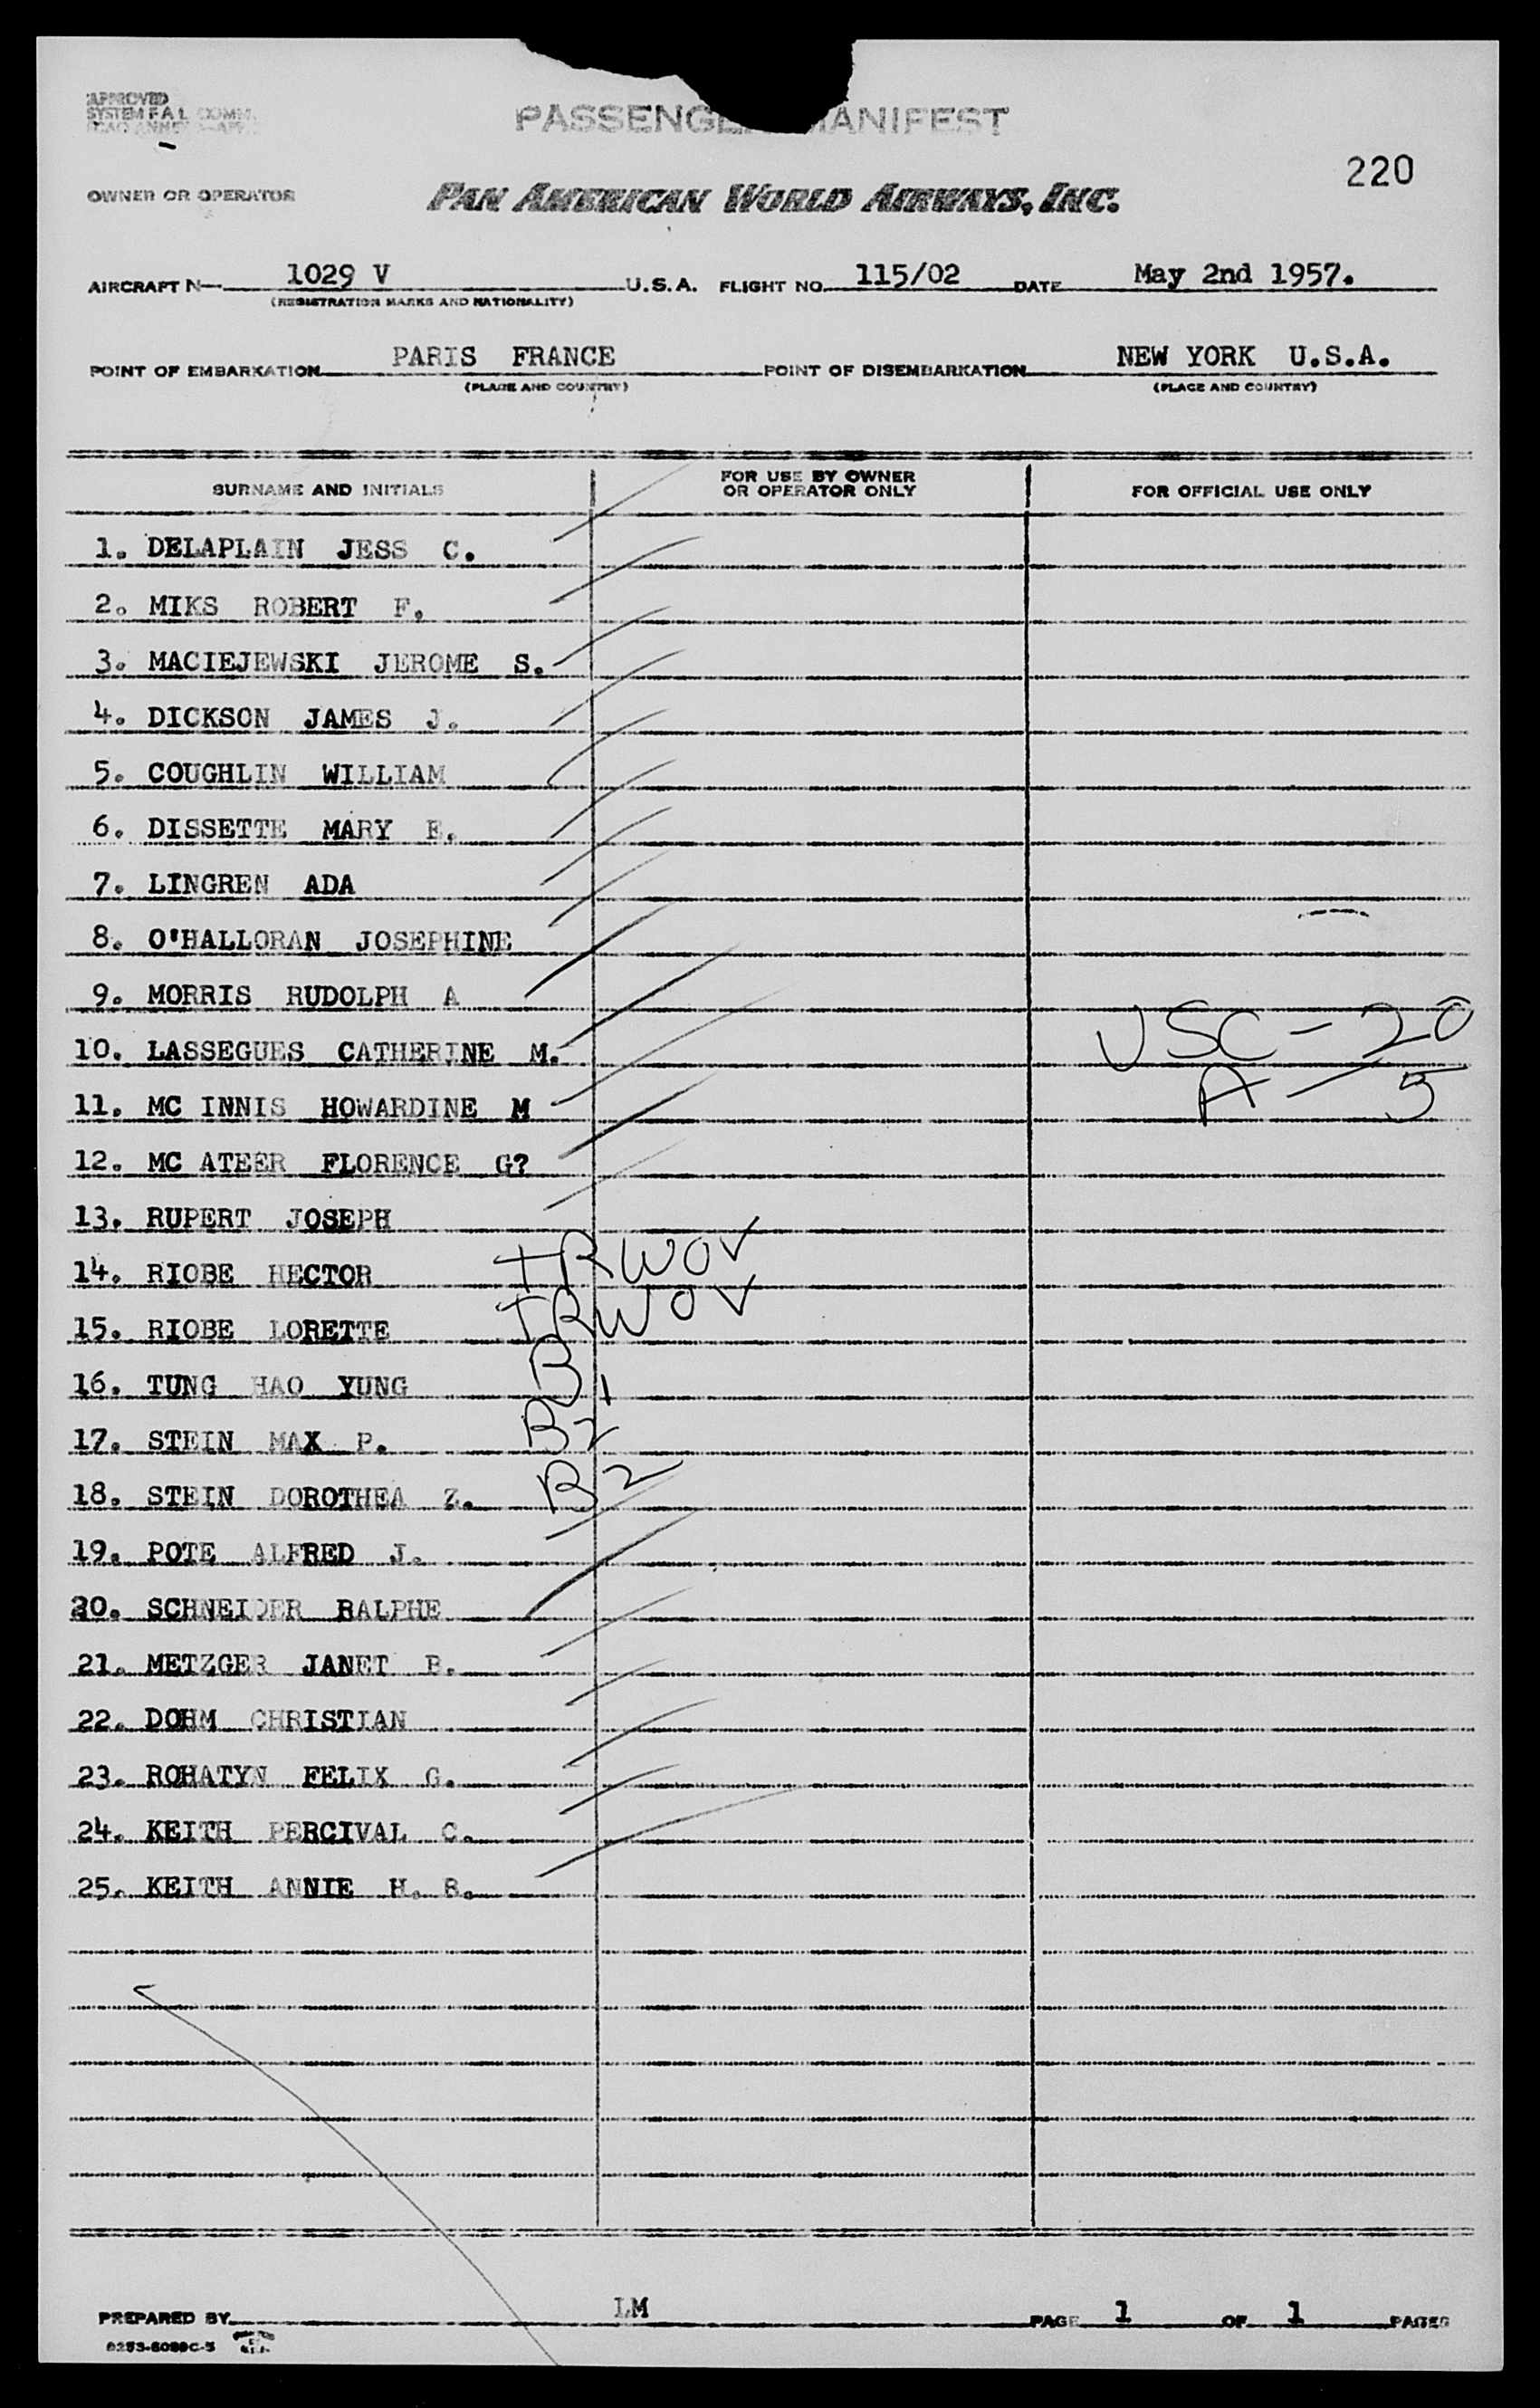 APPROVED
SYSTEM F A L COMM.
PASSENGE MANIFEST
220
OWNER OR OPERATOR PAN AMERICAN WORLD AIRWAYS, INC.
AIRCRAFT N— 1029 V U.S.A. FLIGHT NO. 115/02 DATE May 2nd 1957.
(REGISTRATION MARKS AND NATIONALITY)
POINT OF EMBARKATION PARIS FRANCE POINT OF DISEMBARKATION NEW YORK U.S.A.
(PLACE AND COUNTRY) (PLACE AND COUNTRY)
SURNAME AND INITIALS FOR USE BY OWNER OR OPERATOR ONLY FOR OFFICIAL USE ONLY
1. DELAPLAIN JESS C.
2. MIKS ROBERT F.
3. MACIEJEWSKI JEROME S.
4. DICKSON JAMES J.
5. COUGHLIN WILLIAM
6. DISSETTE MARY E.
7. LINGREN ADA
8. O'HALLORAN JOSEPHINE
9. MORRIS RUDOLPH A
10. LASSEGUES CATHERINE M. USC - 20
11. MC INNIS HOWARDINE M A - 5
12. MC ATEER FLORENCE G?
13. RUPERT JOSEPH
14. RIOBE HECTOR TRWOV
15. RIOBE LORETTE TRWOV
16. TUNG HAO YUNG B1
17. STEIN MAX P. B2
18. STEIN DOROTHEA Z. B2
19. POTE ALFRED J.
20. SCHNEIDER RALPHE
21. METZGER JANET B.
22. DOHM CHRISTIAN
23. ROHATYN FELIX G.
24. KEITH PERCIVAL C.
25. KEITH ANNIE H. R.
PREPARED BY LM PAGE 1 OF 1 PAGES